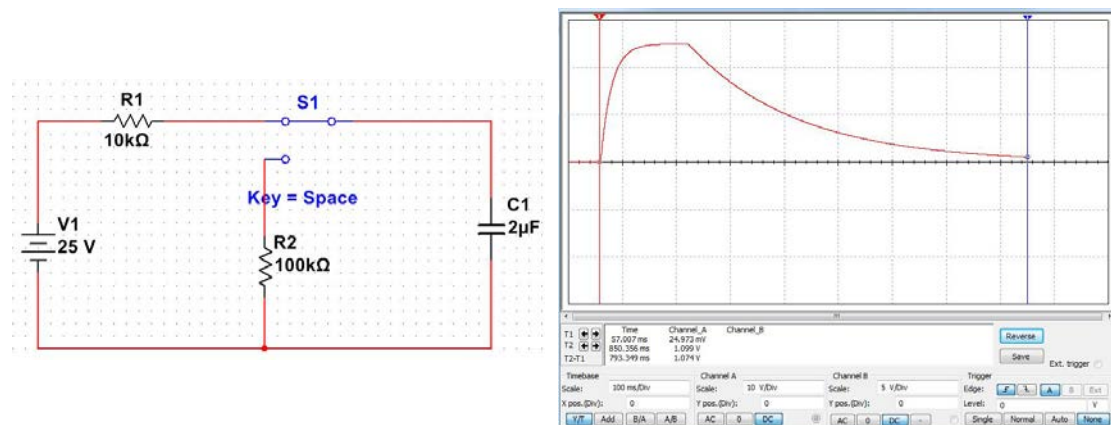 R1
10kΩ
S1
Key = Space
V1
25 V
R2
100kΩ
C1
2μF
Time Channel_A Channel_B
T1 57.007 ms 24.973 mV
T2 850.356 ms 1.099 V
T2-T1 793.349 ms 1.074 V
Reverse
Save
Ext. trigger
Timebase
Scale: 100 ms/Div
X pos.(Div): 0
Y/T Add B/A A/B
Channel A
Scale: 10 V/Div
Y pos.(Div): 0
AC 0 DC
Channel B
Scale: 5 V/Div
Y pos.(Div): 0
AC 0 DC -
Trigger
Edge: A B Ext
Level: 0 V
Single Normal Auto None